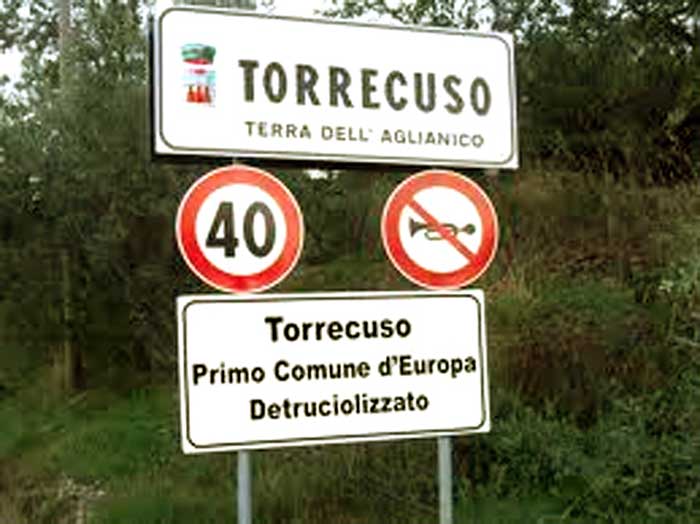 TORRECUSO
TERRA DELL' AGLIANICO
40
Torrecuso
Primo Comune d'Europa
Detruciolizzato